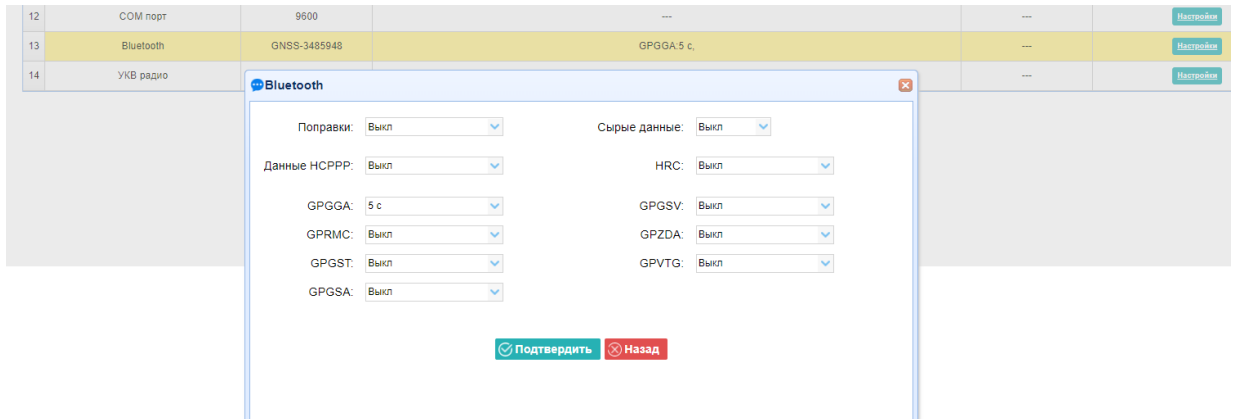 12 COM порт 9600 --- --- Настройки
13 Bluetooth GNSS-3485948 GPGGA:5 с, --- Настройки
14 УКВ радио --- Настройки
Bluetooth
Поправки: Выкл Сырые данные: Выкл
Данные HCPPP: Выкл HRC: Выкл
GPGGA: 5 с GPGSV: Выкл
GPRMC: Выкл GPZDA: Выкл
GPGST: Выкл GPVTG: Выкл
GPGSA: Выкл
Подтвердить Назад